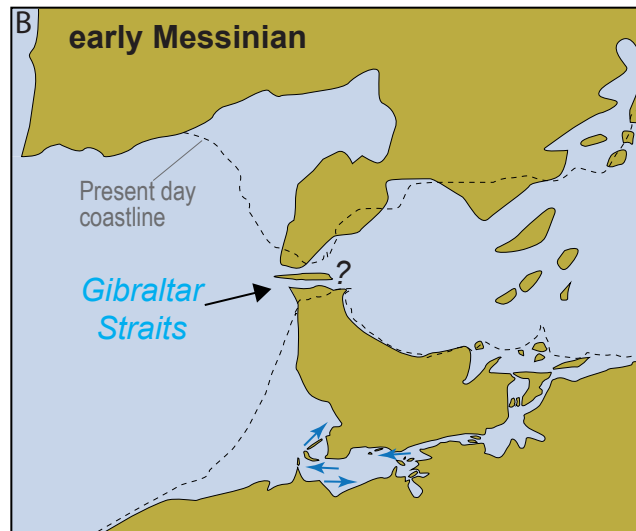 B
early Messinian
Present day
coastline
?
Gibraltar
Straits